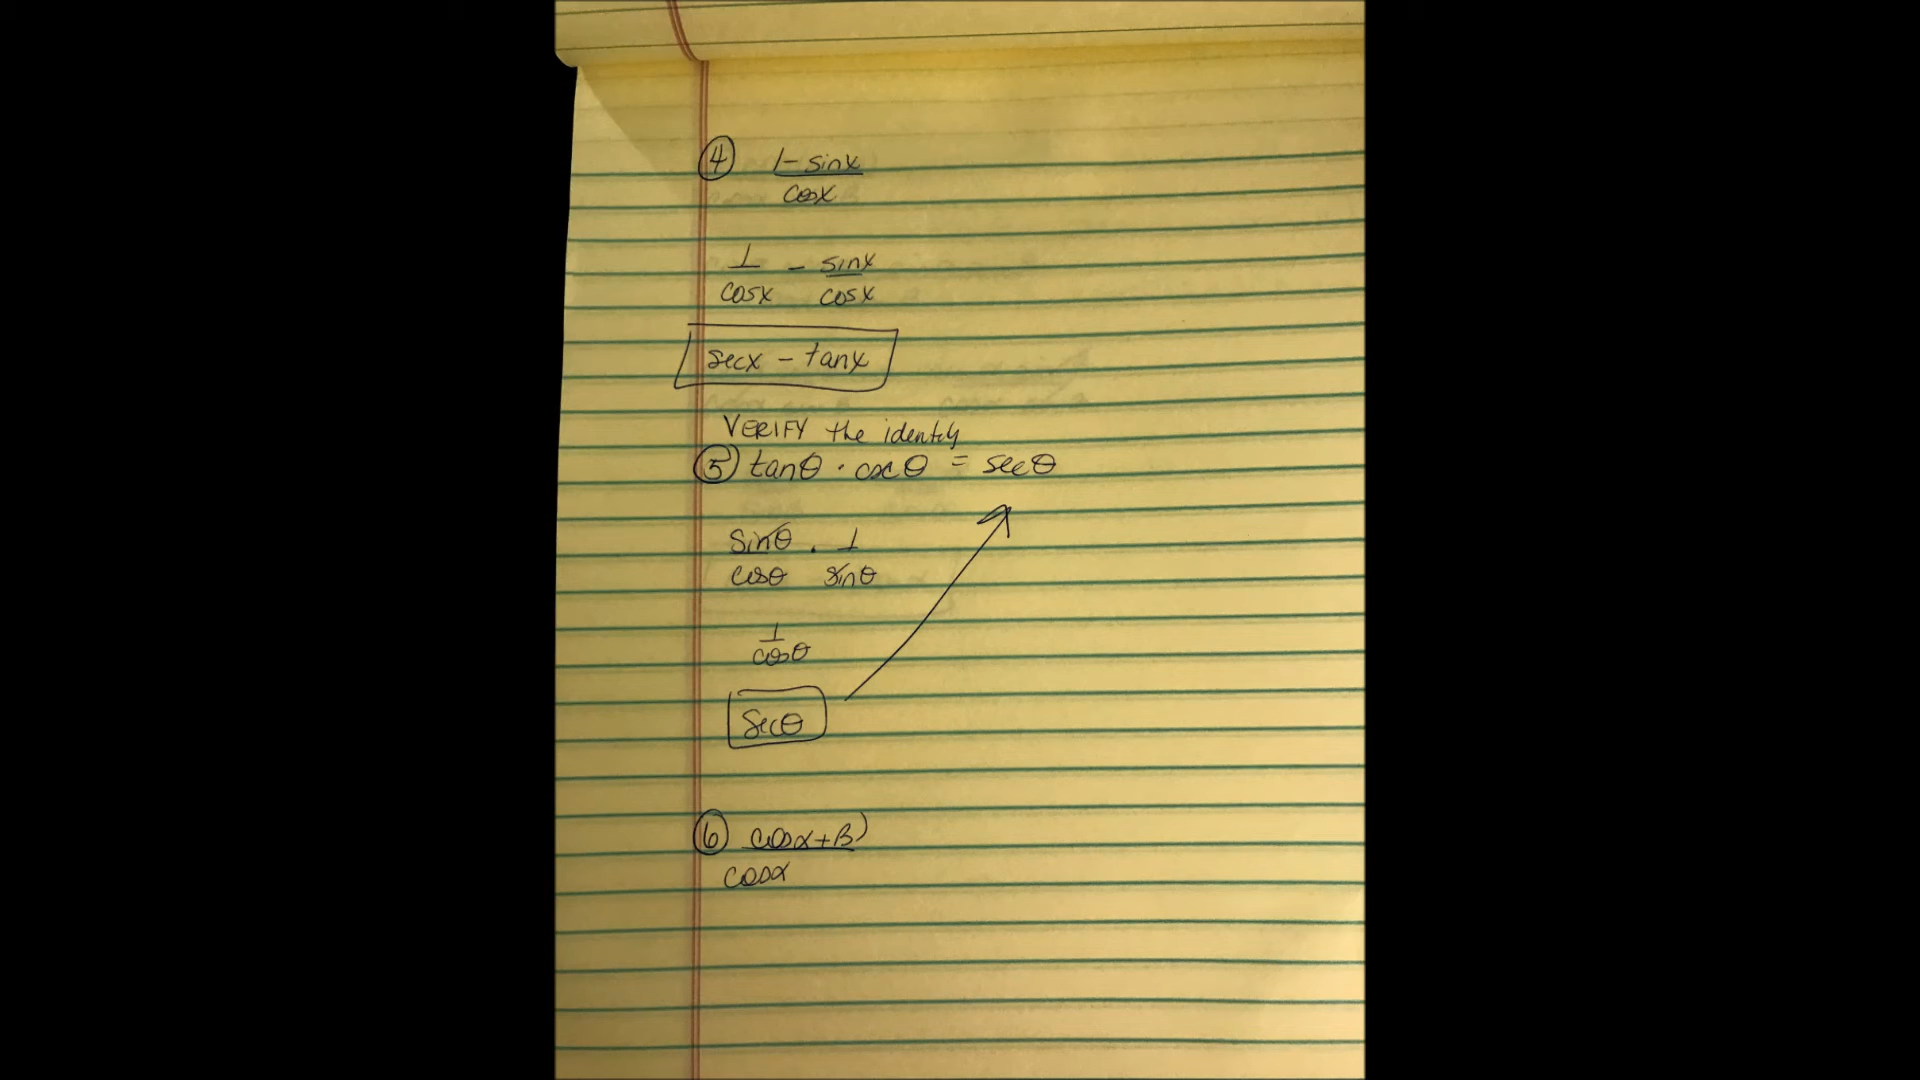 ④ 1 - sinx
cosx
1 - sinx
cosx cosx
secx - tanx
VERIFY the identity
⑤ tanθ · cscθ = secθ
sinθ · 1
cosθ sinθ
1
cosθ
secθ
⑥ cosα+β)
cosα